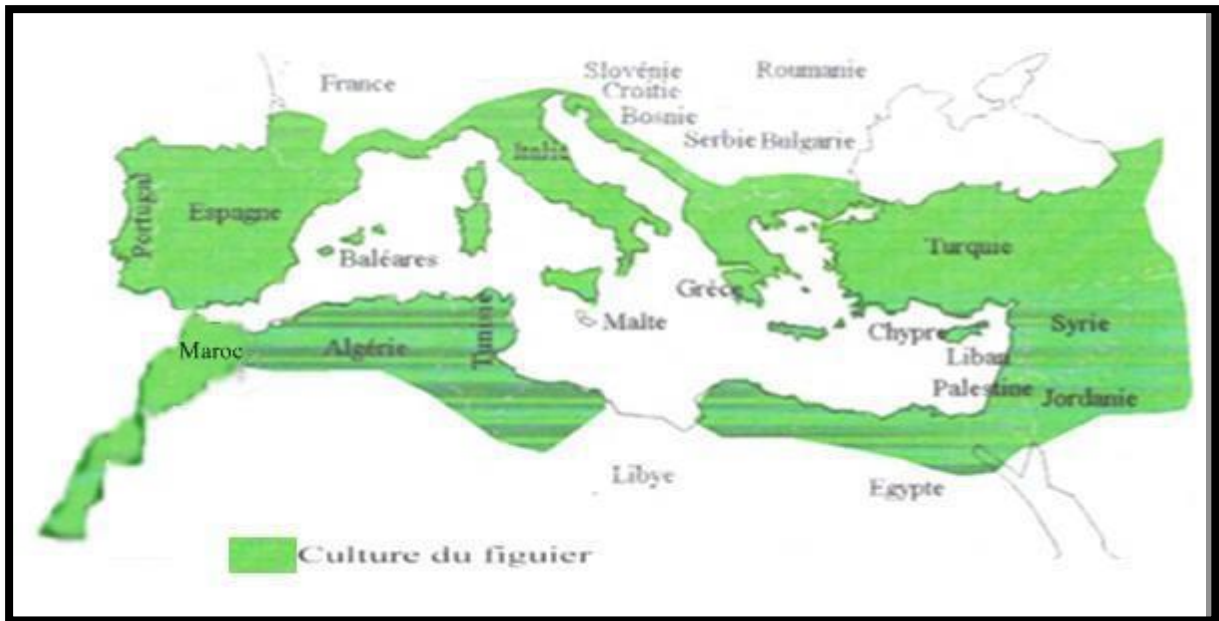 France
Slovénie
Croitie
Bosnie
Roumanie
Serbie Bulgarie
Italie
Portugal
Espagne
Baléares
Turquie
Grèce
Malte
Chypre
Syrie
Liban
Palestine
Jordanie
Maroc
Algérie
Tunisie
Libye
Egypte
Culture du figuier